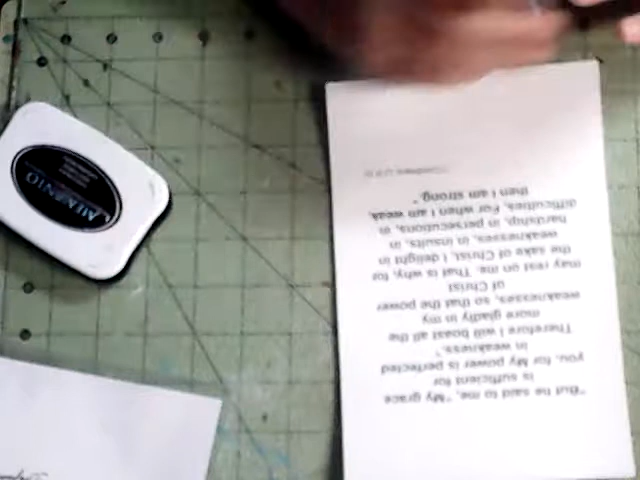 "But he said to me, "My grace
is sufficient for
you, for My power is perfected
in weakness."
Therefore I will boast all the
more gladly in my
weaknesses, so that the power
of Christ
may rest on me. That is why, for
the sake of Christ, I delight in
weaknesses, in insults, in
hardship, in persecutions, in
difficulties. For when I am weak,
then I am strong."
MEMENTO